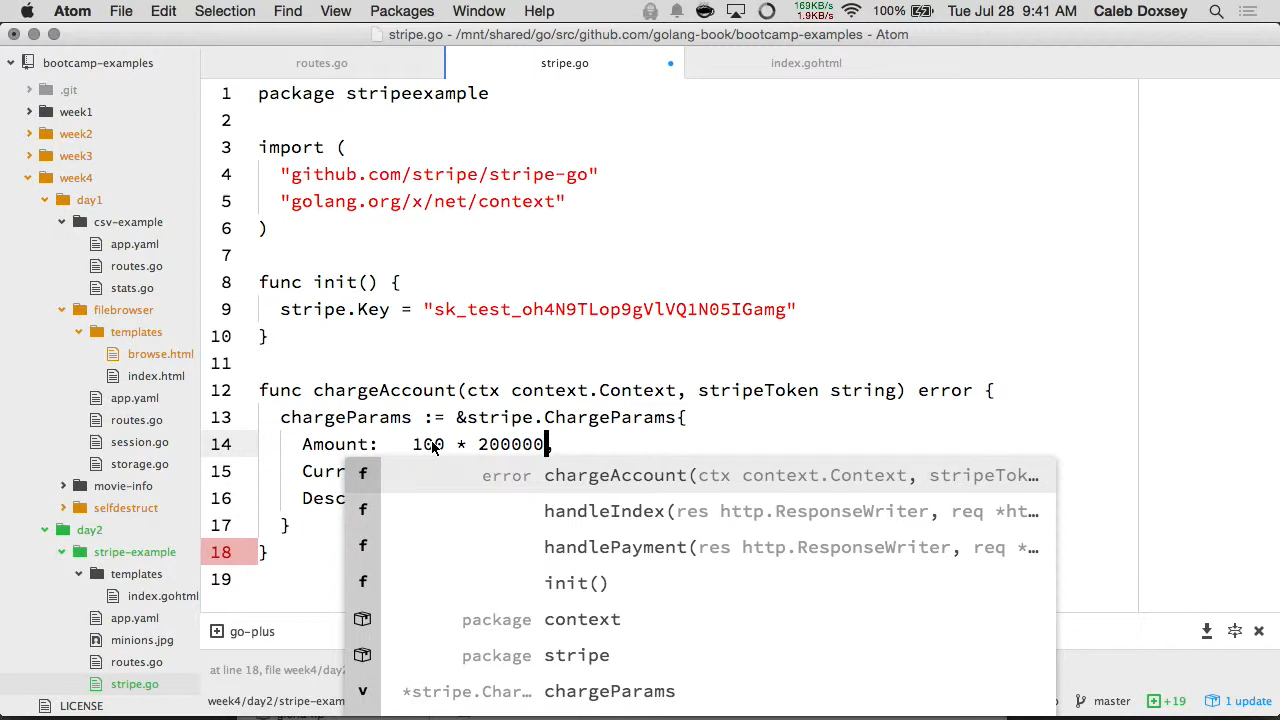 Atom File Edit Selection Find View Packages Window Help 169KB/s 1.9KB/s 100% Tue Jul 28 9:41 AM Caleb Doxsey
stripe.go - /mnt/shared/go/src/github.com/golang-book/bootcamp-examples - Atom
bootcamp-examples
.git
week1
week2
week3
week4
day1
csv-example
app.yaml
routes.go
stats.go
filebrowser
templates
browse.html
index.html
app.yaml
routes.go
session.go
storage.go
movie-info
selfdestruct
day2
stripe-example
templates
index.gohtml
app.yaml
minions.jpg
routes.go
stripe.go
LICENSE
routes.go stripe.go index.gohtml
1 package stripeexample
2
3 import (
4 "github.com/stripe/stripe-go"
5 "golang.org/x/net/context"
6 )
7
8 func init() {
9 stripe.Key = "sk_test_oh4N9TLop9gVlVQ1N05IGamg"
10 }
11
12 func chargeAccount(ctx context.Context, stripeToken string) error {
13 chargeParams := &stripe.ChargeParams{
14 Amount: 100 * 200000,
15 Curr
16 Desc
17 }
18 }
19
f error chargeAccount(ctx context.Context, stripeTok…
f handleIndex(res http.ResponseWriter, req *ht…
f handlePayment(res http.ResponseWriter, req *…
f init()
package context
package stripe
v *stripe.Char… chargeParams
go-plus
at line 18, file week4/day2
week4/day2/stripe-exam
master +19 1 update